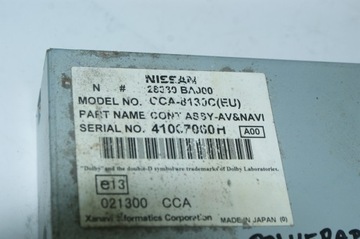 NISSAN
N # 28330 BA000
MODEL NO. CCA-8130C(EU)
PART NAME CONT ASSY-AV&NAVI
SERIAL NO. 41007060H A00
"Dolby" and the double-D symbol are trademarks of Dolby Laboratories.
e13
021300 CCA
Xanavi Informatics Corporation MADE IN JAPAN (0)